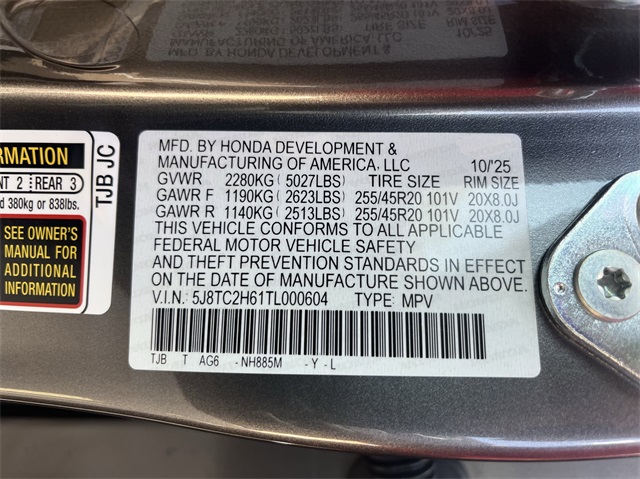 MFD. BY HONDA DEVELOPMENT &
MANUFACTURING OF AMERICA, LLC 10/'25
GVWR 2280KG ( 5027LBS) TIRE SIZE RIM SIZE
GAWR F 1190KG ( 2623LBS) 255/45R20 101V 20X8.0J
GAWR R 1140KG ( 2513LBS) 255/45R20 101V 20X8.0J
THIS VEHICLE CONFORMS TO ALL APPLICABLE
FEDERAL MOTOR VEHICLE SAFETY
AND THEFT PREVENTION STANDARDS IN EFFECT
ON THE DATE OF MANUFACTURE SHOWN ABOVE.
V.I.N.: 5J8TC2H61TL000604 TYPE: MPV
TJB T AG6 -NH885M -Y-L
2 REAR 3
380kg or 838lbs.
SEE OWNER'S
MANUAL FOR
ADDITIONAL
INFORMATION
TJB JC